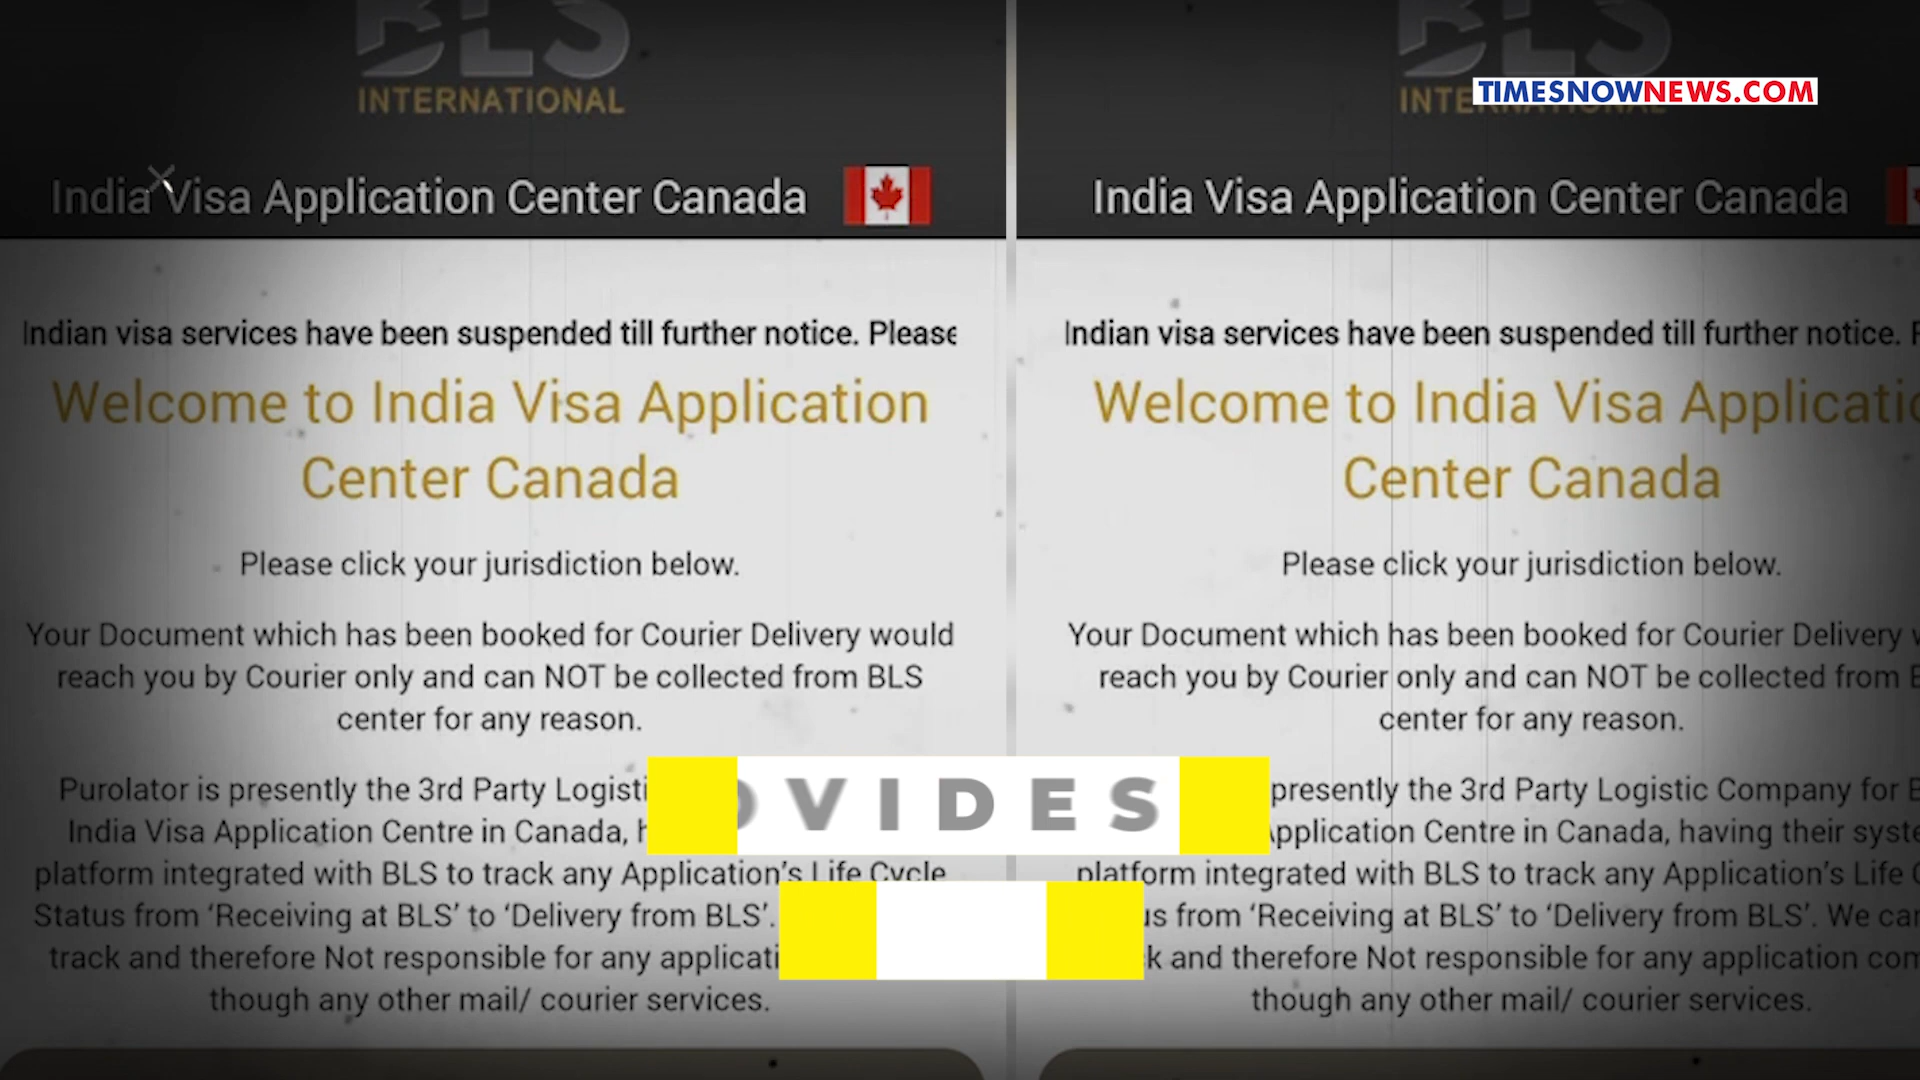 BLS
INTERNATIONAL
India Visa Application Center Canada
Indian visa services have been suspended till further notice. Please
Welcome to India Visa Application
Center Canada
Please click your jurisdiction below.
Your Document which has been booked for Courier Delivery would
reach you by Courier only and can NOT be collected from BLS
center for any reason.
Purolator is presently the 3rd Party
India Visa Application Centre in Canada,
platform integrated with BLS to track any Application's Life Cycle
Status from ‘Receiving at BLS’ to ‘Delivery from BLS’.
track and therefore Not responsible for any
though any other mail/ courier services.
BLS
TIMESNOWNEWS.COM
India Visa Application Center Canada
Indian visa services have been suspended till further notice.
Welcome to India Visa
Center Canada
Please click your jurisdiction below.
Your Document which has been booked for Courier Delivery
reach you by Courier only and can NOT be collected from
center for any reason.
presently the 3rd Party Logistic Company for
Application Centre in Canada, having their
platform integrated with BLS to track any Application's Life
from ‘Receiving at BLS’ to ‘Delivery from BLS’. We
and therefore Not responsible for any application
though any other mail/ courier services.
VIDES